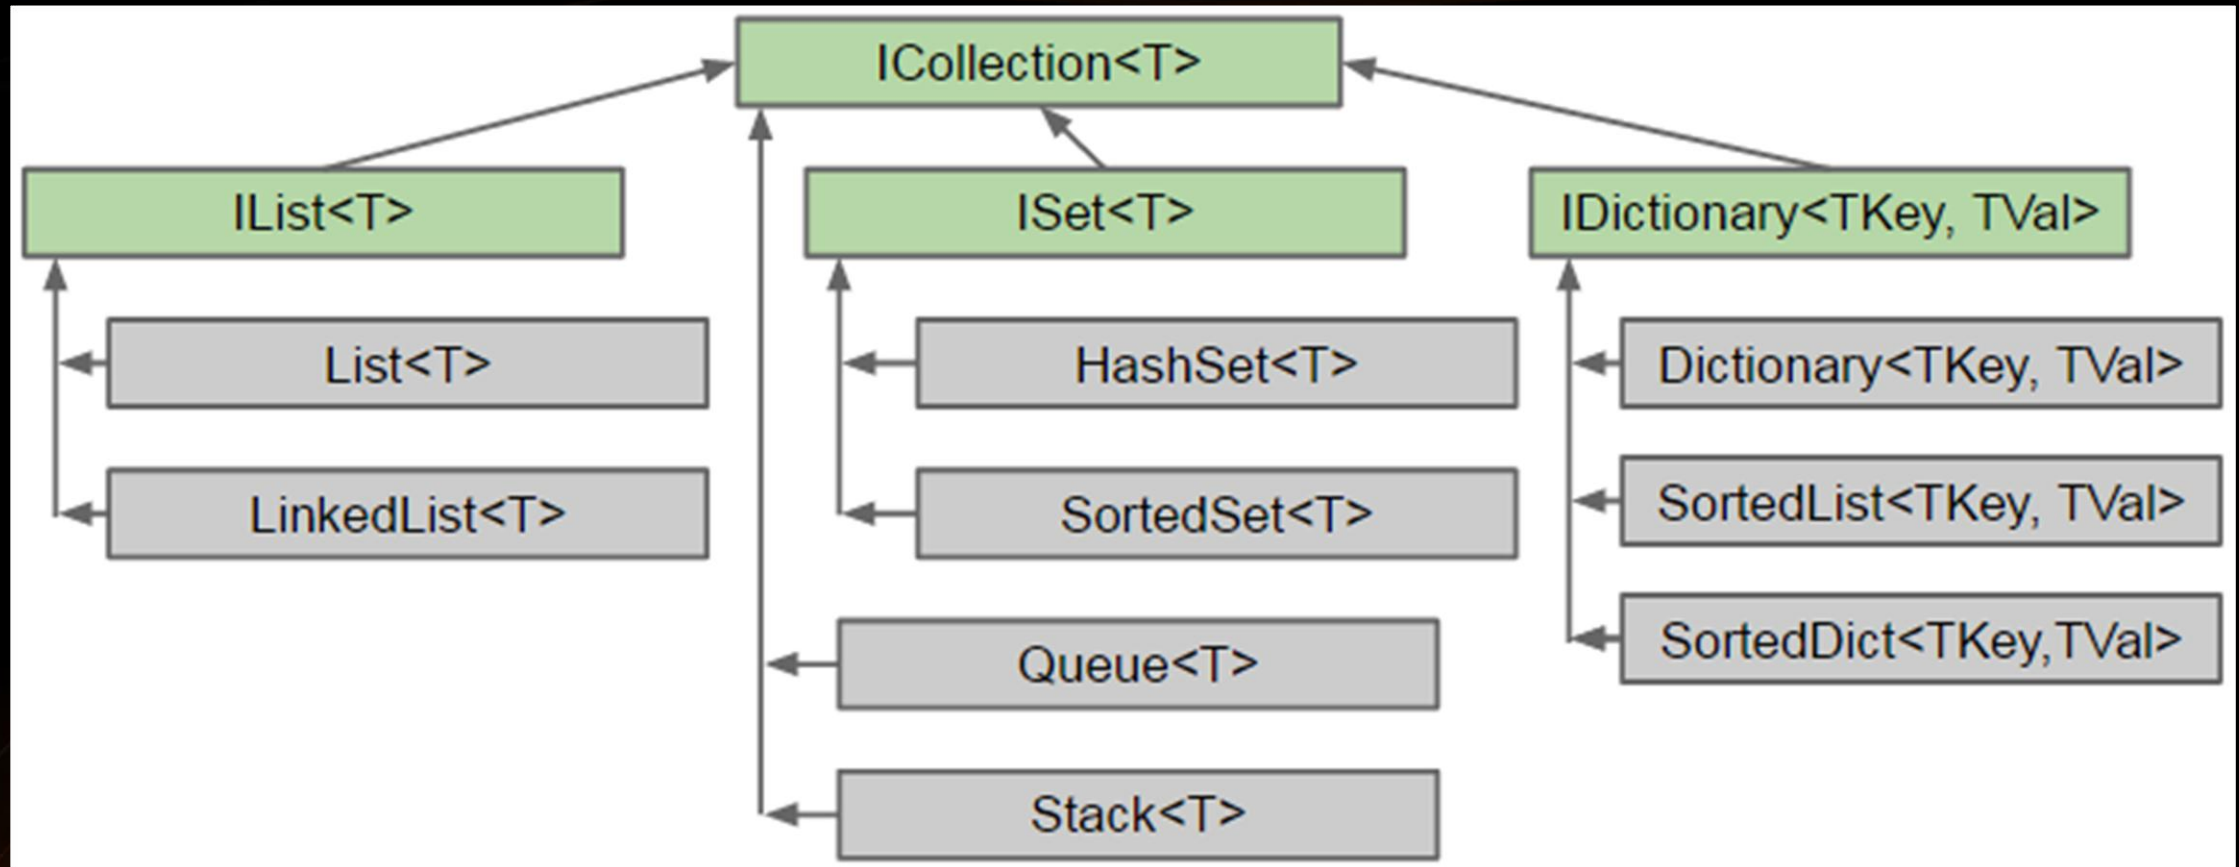 ICollection<T>
IList<T>
ISet<T>
IDictionary<TKey, TVal>
List<T>
HashSet<T>
Dictionary<TKey, TVal>
LinkedList<T>
SortedSet<T>
SortedList<TKey, TVal>
Queue<T>
SortedDict<TKey,TVal>
Stack<T>